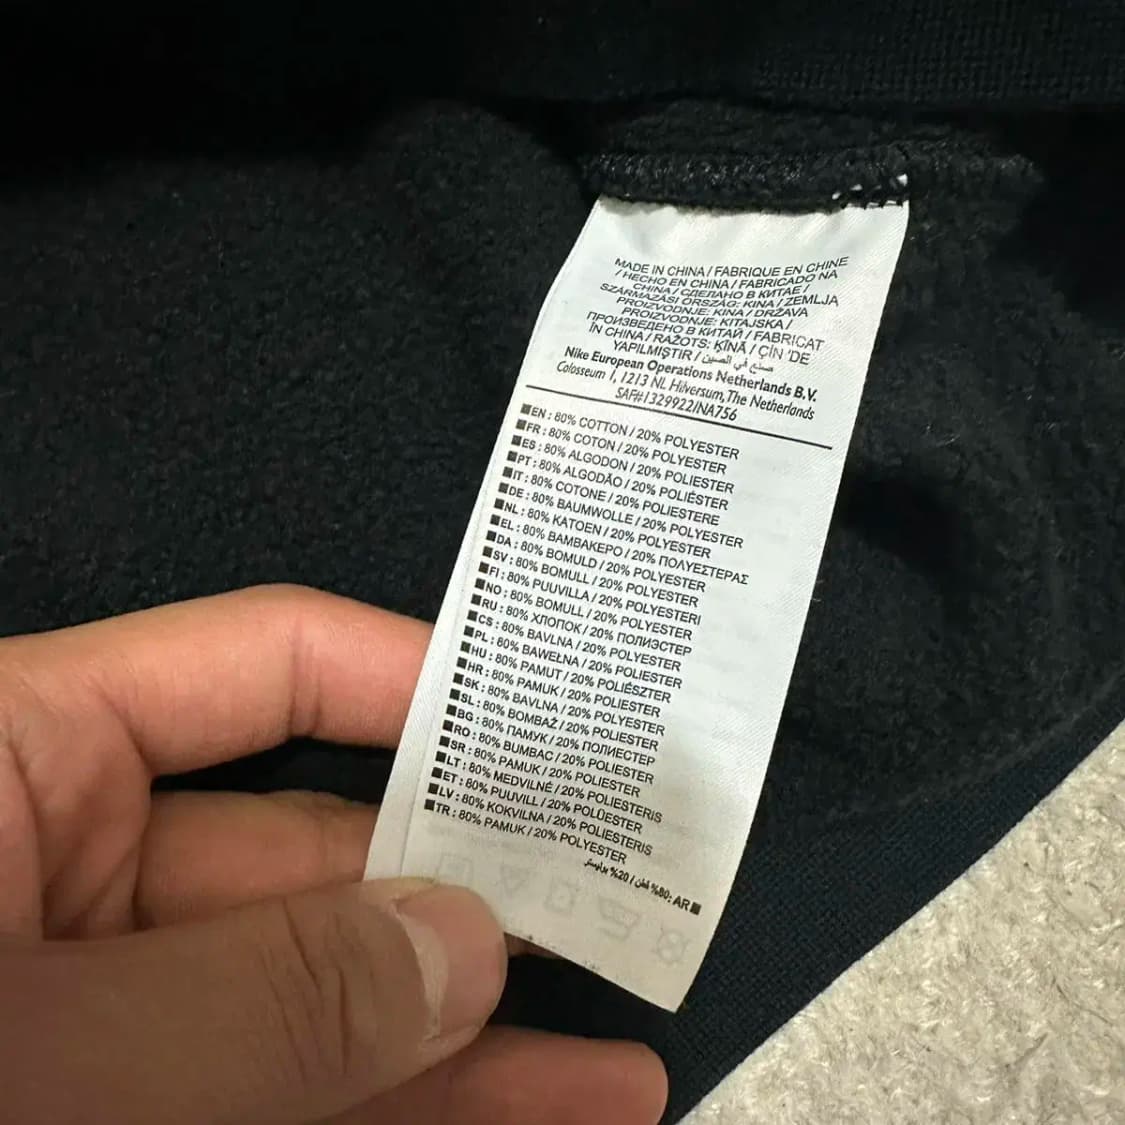 MADE IN CHINA / FABRIQUE EN CHINE
/ HECHO EN CHINA / FABRICADO NA
CHINA / СДЕЛАНО В КИТАЕ /
SZÁRMAZÁSI ORSZÁG: KINA / ZEMLJA
PROIZVODNJE: KINA / DRŽAVA
PROIZVODNJE: KITAJSKA /
ПРОИЗВЕДЕНО В КИТАЙ / FABRICAT
ÎN CHINA / RAŽOTS: ĶĪNĀ / ÇİN 'DE
YAPILMIŞTIR / صنع في الصين
Nike European Operations Netherlands B.V.
Colosseum 1, 1213 NL Hilversum, The Netherlands
SAF#1329922/NA756
EN : 80% COTTON / 20% POLYESTER
FR : 80% COTON / 20% POLYESTER
ES : 80% ALGODON / 20% POLIÉSTER
PT : 80% ALGODÃO / 20% POLIÉSTER
IT : 80% COTONE / 20% POLIESTERE
DE : 80% BAUMWOLLE / 20% POLYESTER
NL : 80% KATOEN / 20% POLYESTER
EL : 80% ΒΑΜΒΑΚΕΡΟ / 20% ΠΟΛΥΕΣΤΕΡΑΣ
DA : 80% BOMULD / 20% POLYESTER
SV : 80% BOMULL / 20% POLYESTER
FI : 80% PUUVILLA / 20% POLYESTERI
NO : 80% BOMULL / 20% POLYESTER
RU : 80% ХЛОПОК / 20% ПОЛИЭСТЕР
CS : 80% BAVLNA / 20% POLYESTER
PL : 80% BAWEŁNA / 20% POLIESTER
HU : 80% PAMUT / 20% POLIÉSZTER
HR : 80% PAMUK / 20% POLIESTER
SK : 80% BAVLNA / 20% POLYESTER
SL : 80% BOMBAŽ / 20% POLIESTER
BG : 80% ПАМУК / 20% ПОЛИЕСТЕР
RO : 80% BUMBAC / 20% POLIESTER
SR : 80% PAMUK / 20% POLIESTER
LT : 80% MEDVILNĖ / 20% POLIESTERIS
ET : 80% PUUVILL / 20% POLÜESTER
LV : 80% KOKVILNA / 20% POLIESTERIS
TR : 80% PAMUK / 20% POLYESTER
AR :80% قطن / 20% بوليستر